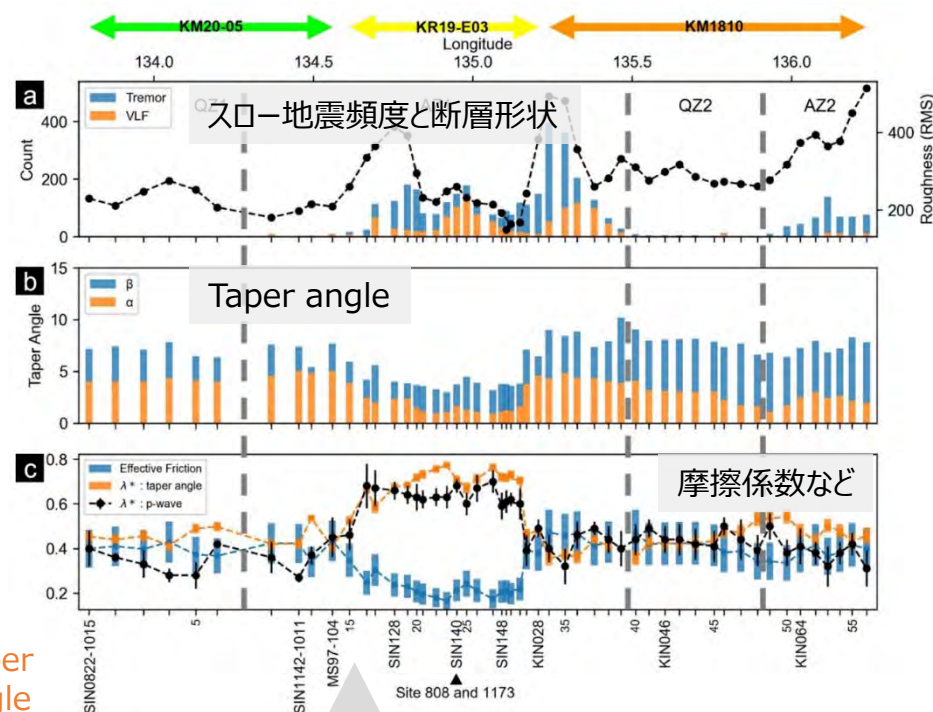 KM20-05 KR19-E03 KM1810
Longitude
134.0 134.5 135.0 135.5 136.0
a
Tremor
VLF
スロー地震頻度と断層形状
QZ2
AZ2
Count
400
200
0
Roughness (RMS)
400
200
b
β
α
Taper angle
Taper Angle
15
10
5
0
c
Effective Friction
λ* : taper angle
λ* : p-wave
摩擦係数など
0.8
0.6
0.4
0.2
SIN0822-1015
5
SIN1142-1011
MS97-104
15
SIN128
20
SIN140
25
SIN148
KIN028
35
40
KIN046
45
50
KIN064
55
Site 808 and 1173